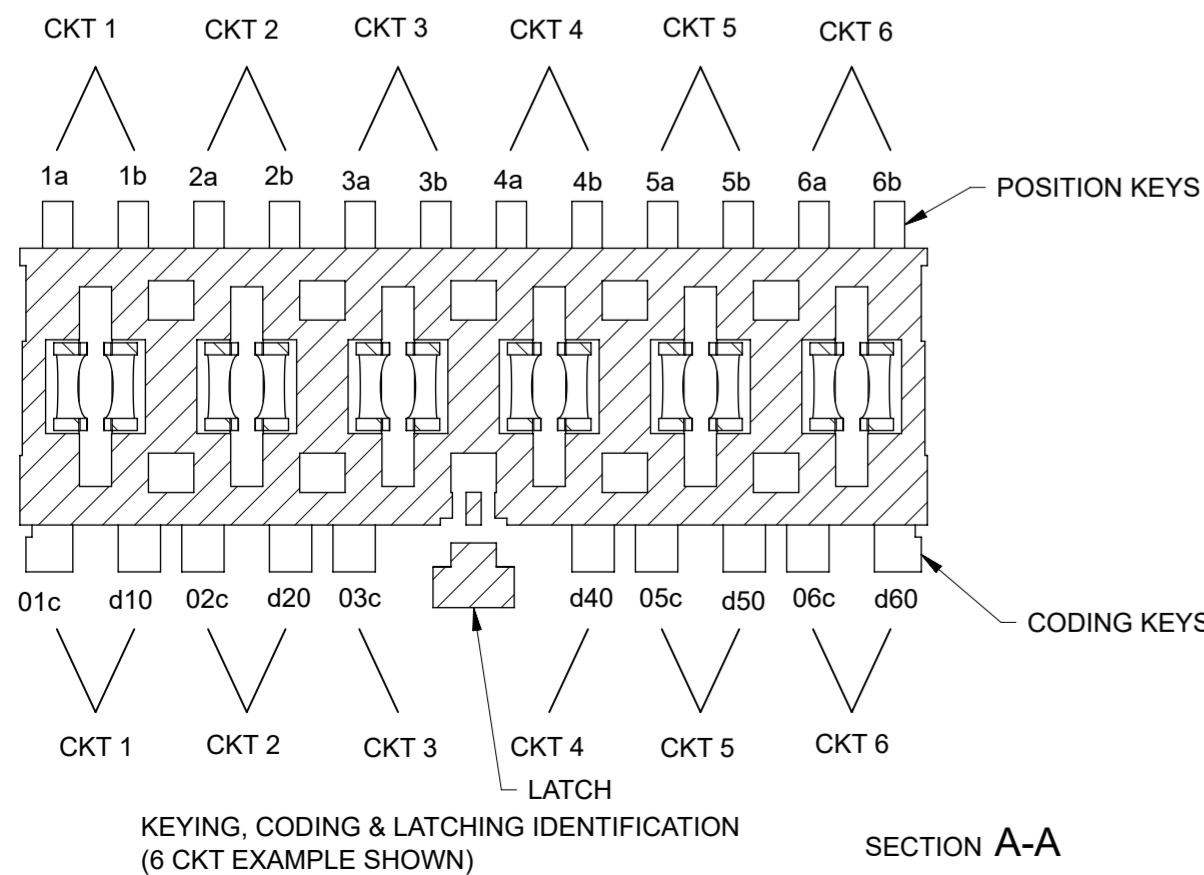 CKT 1 CKT 2 CKT 3 CKT 4 CKT 5 CKT 6
1a 1b 2a 2b 3a 3b 4a 4b 5a 5b 6a 6b
POSITION KEYS
01c d10 02c d20 03c d40 05c d50 06c d60
CODING KEYS
CKT 1 CKT 2 CKT 3 CKT 4 CKT 5 CKT 6
LATCH
KEYING, CODING & LATCHING IDENTIFICATION
(6 CKT EXAMPLE SHOWN)
SECTION A-A